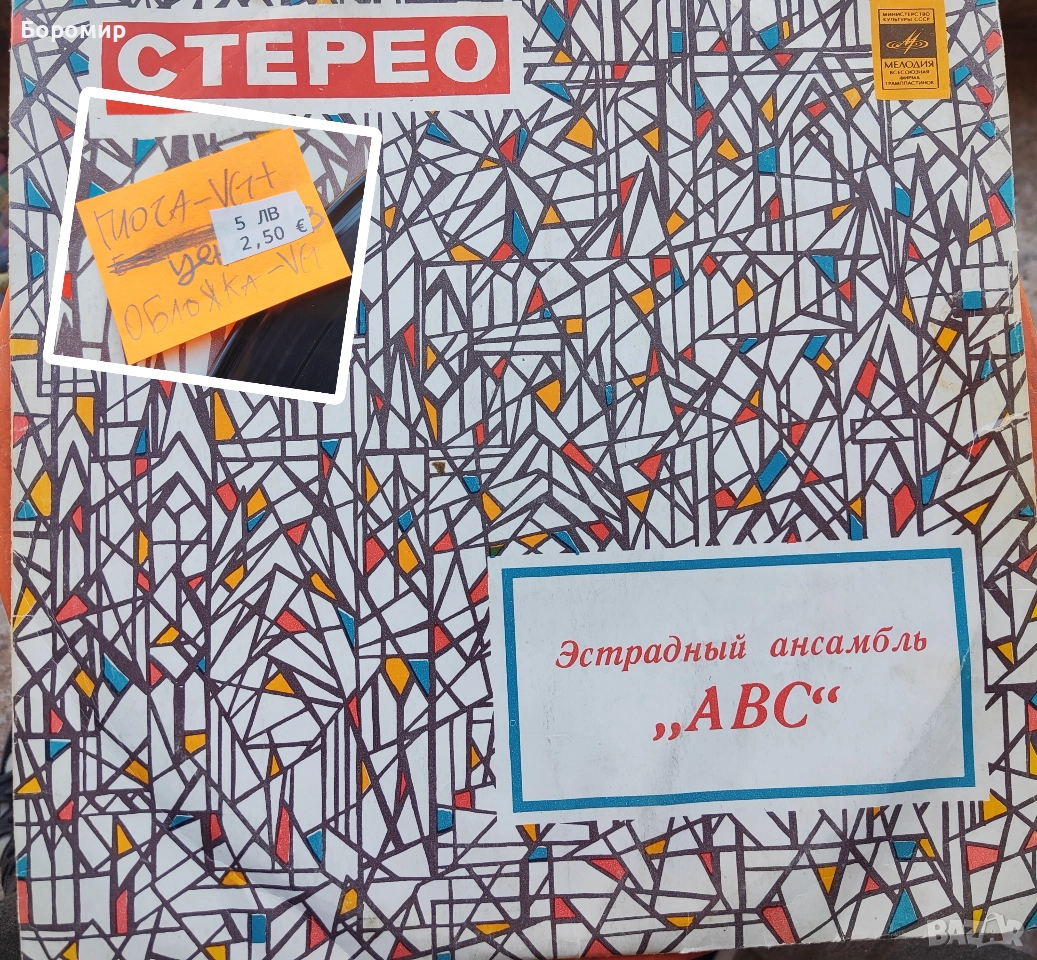 Боромир
СТЕРЕО
МИНИСТЕРСТВО
КУЛЬТУРЫ СССР
МЕЛОДИЯ
ВСЕСОЮЗНАЯ
ФИРМА
ГРАМПЛАСТИНОК
ПЛОЧА-VG+
5 ЛВ
2,50 €
ОБЛОЖКА-VG
Эстрадный ансамбль
„АВС“
BAZAR